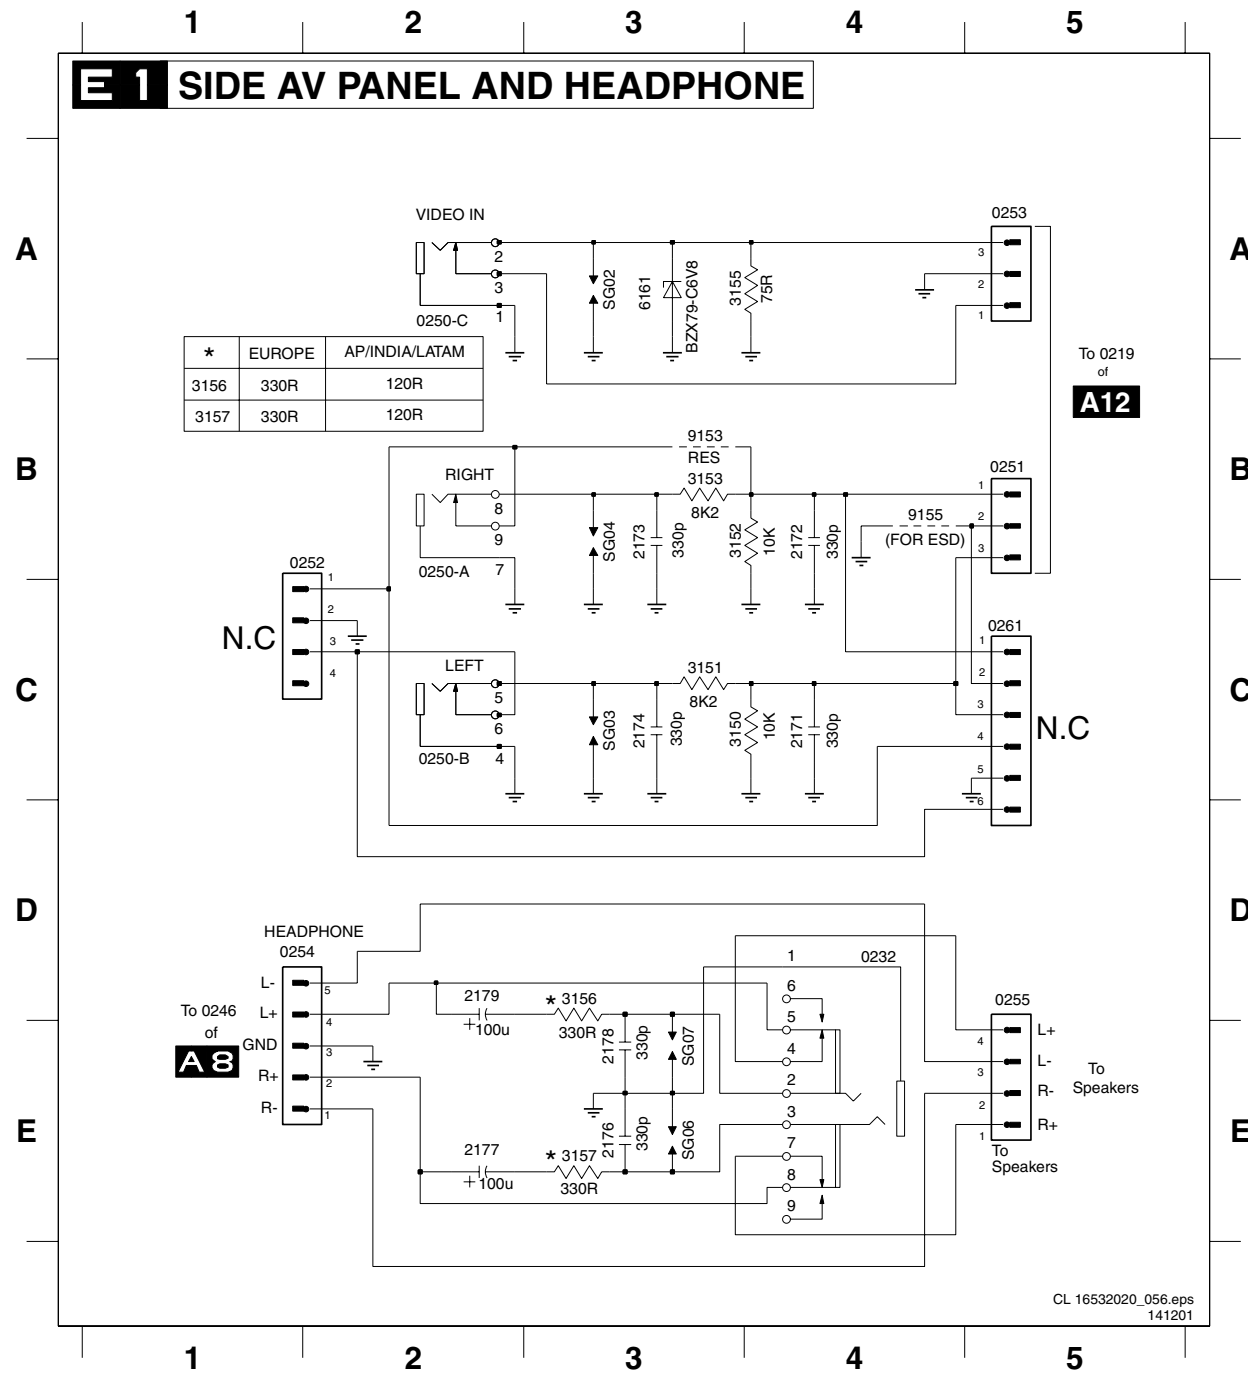 1 2 3 4 5
E 1 SIDE AV PANEL AND HEADPHONE
A A
VIDEO IN
0253
2
3
1
0250-C
SG02
6161
BZX79-C6V8
3155
75R
3
2
1
* EUROPE AP/INDIA/LATAM
3156 330R 120R
3157 330R 120R
To 0219
of
A12
B B
9153
RES
RIGHT
8
9
7
0250-A
3153
8K2
SG04
2173
330p
3152
10K
2172
330p
9155
(FOR ESD)
0251
1
2
3
0252
1
2
3
4
N.C
C C
LEFT
5
6
4
0250-B
3151
8K2
SG03
2174
330p
3150
10K
2171
330p
0261
1
2
3
4
5
6
N.C
D D
HEADPHONE
0254
L- 5
L+ 4
GND 3
R+ 2
R- 1
To 0246
of
A 8
2179
+100u
* 3156
330R
2178
330p
SG07
2176
330p
SG06
2177
+100u
* 3157
330R
1 0232
6
5
4
2
3
7
8
9
0255
4 L+
3 L-
2 R-
1 R+
To
Speakers
To
Speakers
E E
CL 16532020_056.eps
141201
1 2 3 4 5